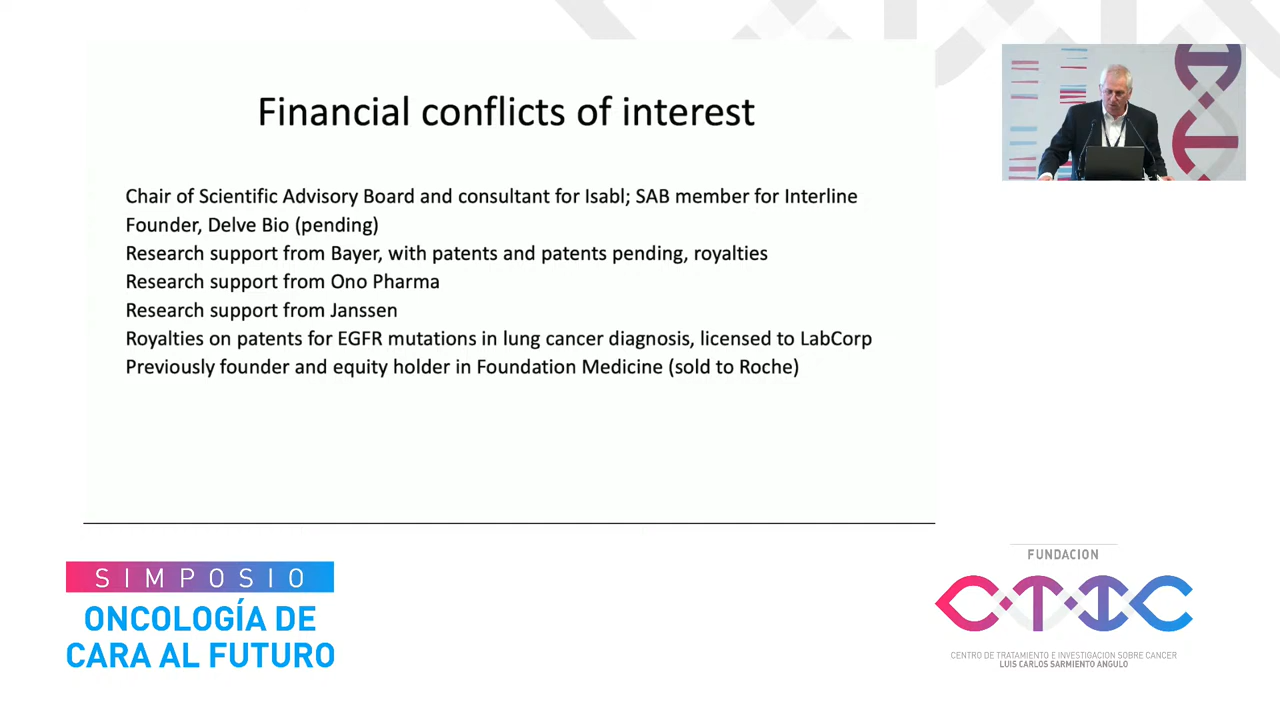 Financial conflicts of interest
Chair of Scientific Advisory Board and consultant for Isabl; SAB member for Interline
Founder, Delve Bio (pending)
Research support from Bayer, with patents and patents pending, royalties
Research support from Ono Pharma
Research support from Janssen
Royalties on patents for EGFR mutations in lung cancer diagnosis, licensed to LabCorp
Previously founder and equity holder in Foundation Medicine (sold to Roche)
SIMPOSIO
ONCOLOGÍA DE
CARA AL FUTURO
FUNDACION
CTIC
CENTRO DE TRATAMIENTO E INVESTIGACION SOBRE CANCER
LUIS CARLOS SARMIENTO ANGULO